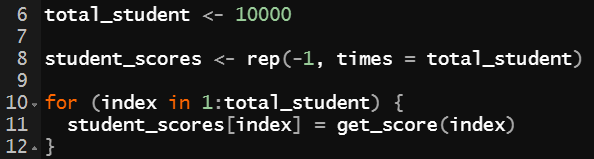 6 total_student <- 10000
7
8 student_scores <- rep(-1, times = total_student)
9
10 for (index in 1:total_student) {
11   student_scores[index] = get_score(index)
12 }